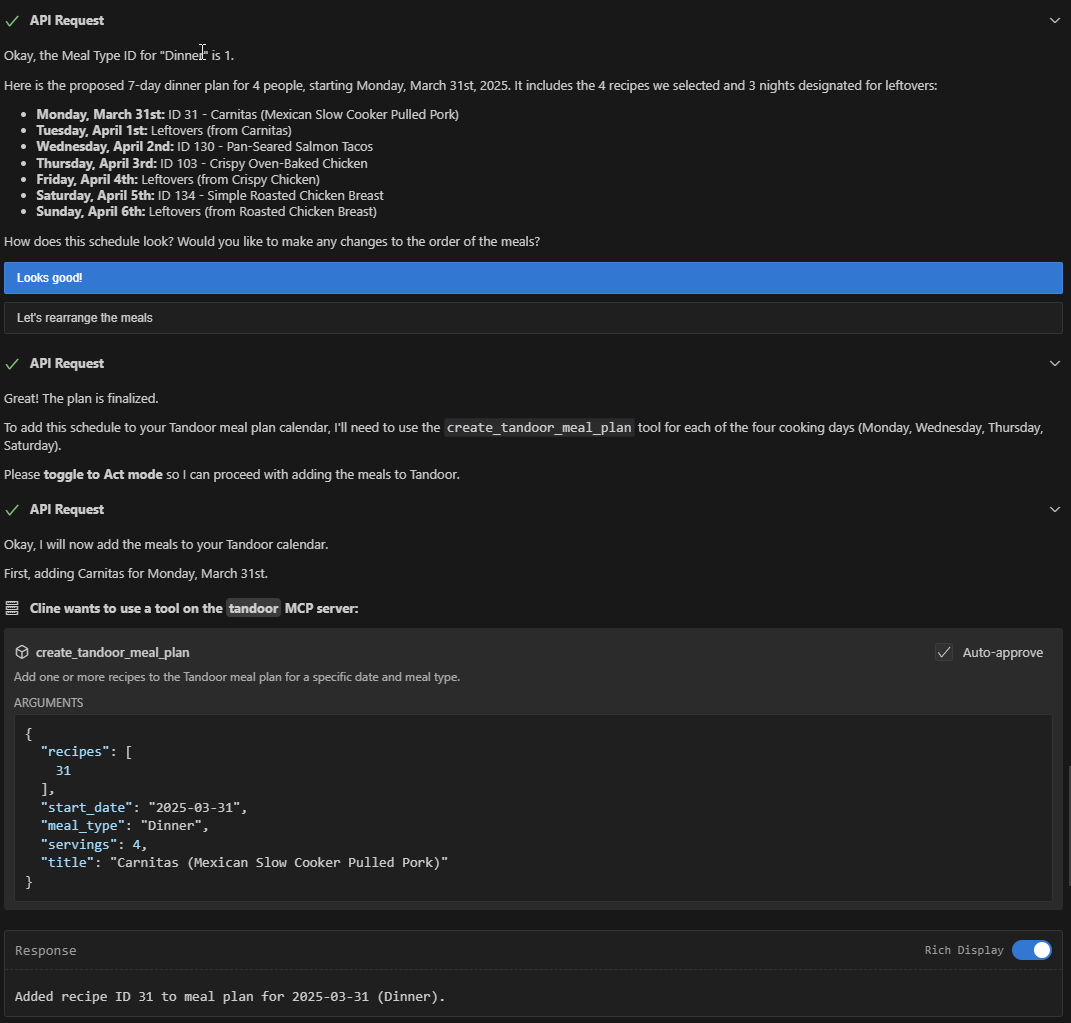 API Request
Okay, the Meal Type ID for "Dinner" is 1.
Here is the proposed 7-day dinner plan for 4 people, starting Monday, March 31st, 2025. It includes the 4 recipes we selected and 3 nights designated for leftovers:
• Monday, March 31st: ID 31 - Carnitas (Mexican Slow Cooker Pulled Pork)
• Tuesday, April 1st: Leftovers (from Carnitas)
• Wednesday, April 2nd: ID 130 - Pan-Seared Salmon Tacos
• Thursday, April 3rd: ID 103 - Crispy Oven-Baked Chicken
• Friday, April 4th: Leftovers (from Crispy Chicken)
• Saturday, April 5th: ID 134 - Simple Roasted Chicken Breast
• Sunday, April 6th: Leftovers (from Roasted Chicken Breast)
How does this schedule look? Would you like to make any changes to the order of the meals?
Looks good!
Let's rearrange the meals
API Request
Great! The plan is finalized.
To add this schedule to your Tandoor meal plan calendar, I'll need to use the create_tandoor_meal_plan tool for each of the four cooking days (Monday, Wednesday, Thursday,
Saturday).
Please toggle to Act mode so I can proceed with adding the meals to Tandoor.
API Request
Okay, I will now add the meals to your Tandoor calendar.
First, adding Carnitas for Monday, March 31st.
Cline wants to use a tool on the tandoor MCP server:
create_tandoor_meal_plan Auto-approve
Add one or more recipes to the Tandoor meal plan for a specific date and meal type.
ARGUMENTS
{
"recipes": [
31
],
"start_date": "2025-03-31",
"meal_type": "Dinner",
"servings": 4,
"title": "Carnitas (Mexican Slow Cooker Pulled Pork)"
}
Response Rich Display
Added recipe ID 31 to meal plan for 2025-03-31 (Dinner).